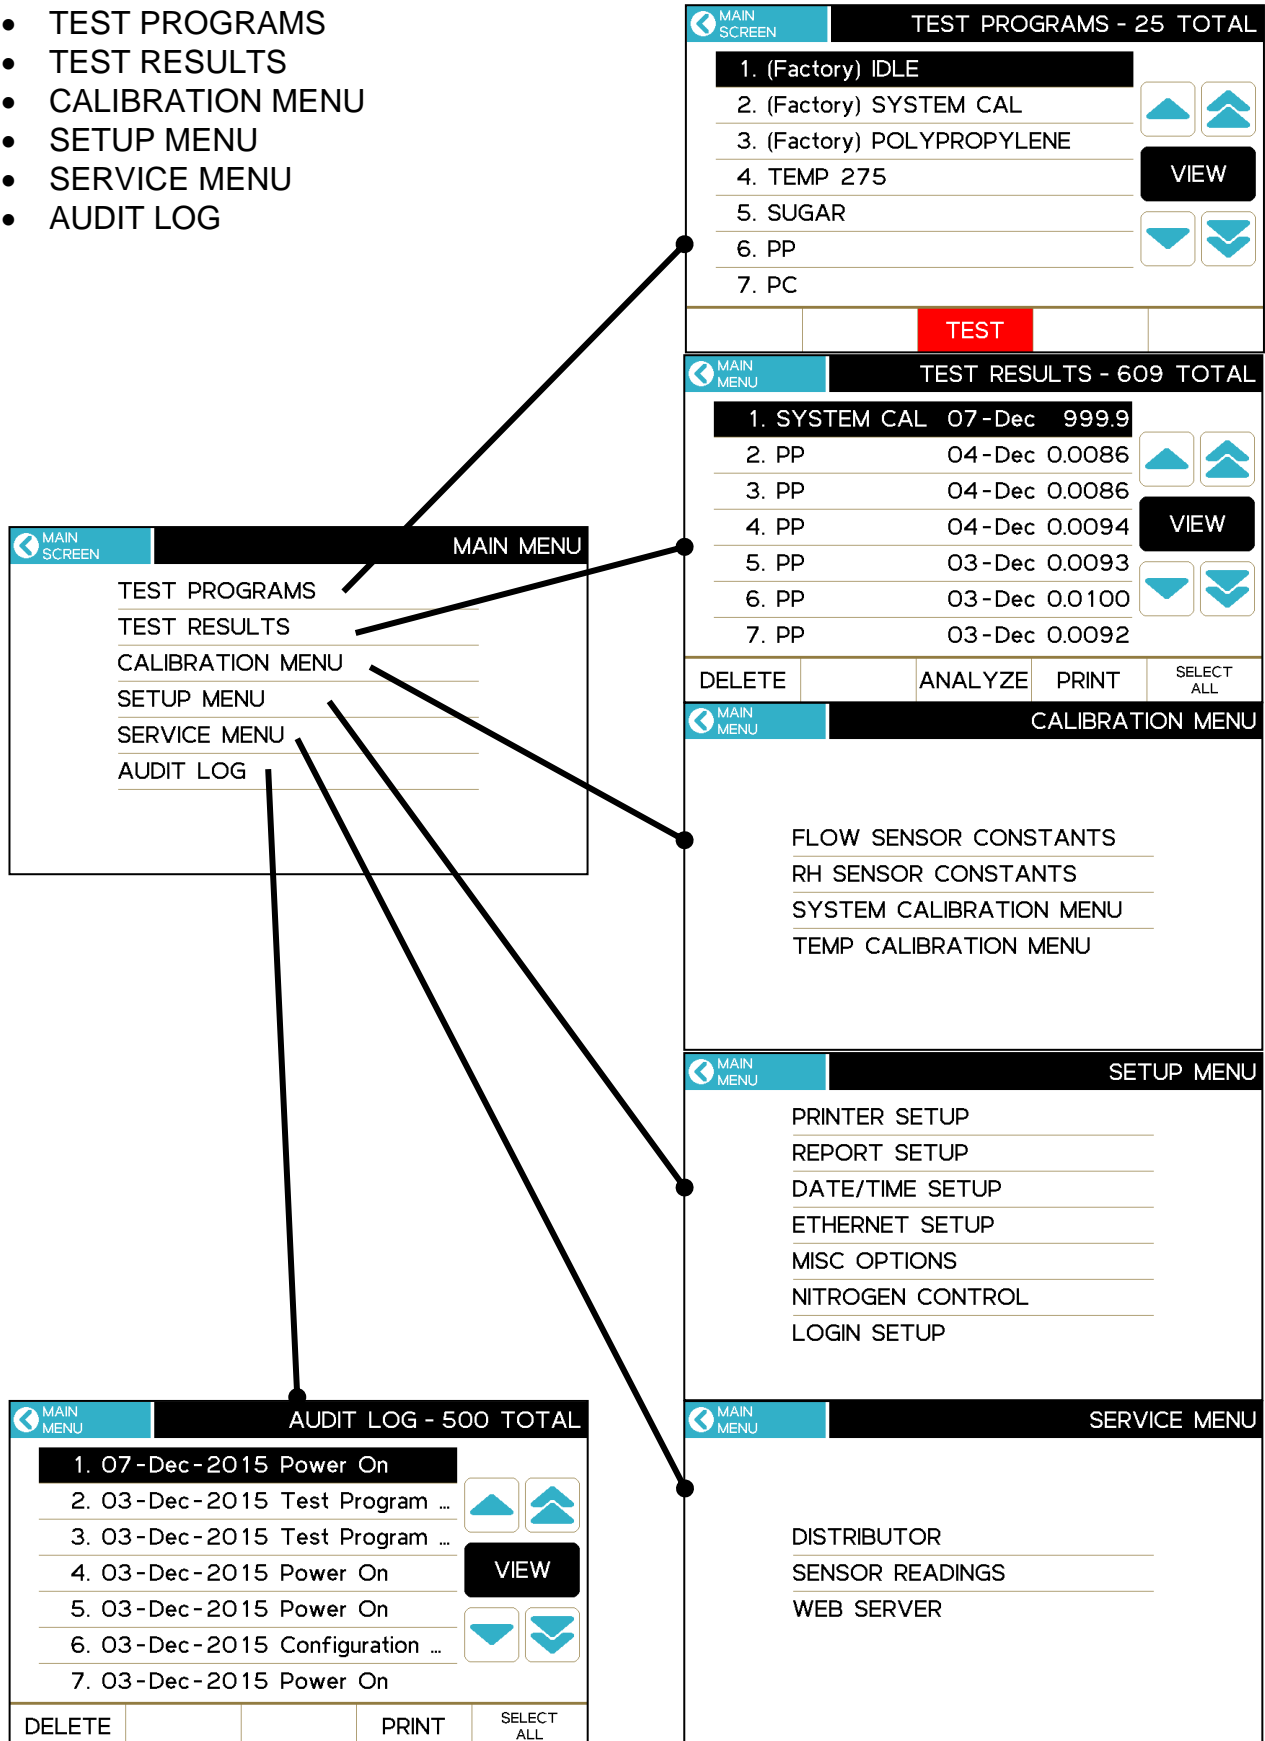 • TEST PROGRAMS
• TEST RESULTS
• CALIBRATION MENU
• SETUP MENU
• SERVICE MENU
• AUDIT LOG
MAIN SCREEN TEST PROGRAMS - 25 TOTAL
1. (Factory) IDLE
2. (Factory) SYSTEM CAL
3. (Factory) POLYPROPYLENE
4. TEMP 275
5. SUGAR
6. PP
7. PC
VIEW
TEST
MAIN MENU TEST RESULTS - 609 TOTAL
1. SYSTEM CAL 07-Dec 999.9
2. PP 04-Dec 0.0086
3. PP 04-Dec 0.0086
4. PP 04-Dec 0.0094
5. PP 03-Dec 0.0093
6. PP 03-Dec 0.0100
7. PP 03-Dec 0.0092
VIEW
DELETE ANALYZE PRINT SELECT ALL
MAIN SCREEN MAIN MENU
TEST PROGRAMS
TEST RESULTS
CALIBRATION MENU
SETUP MENU
SERVICE MENU
AUDIT LOG
MAIN MENU CALIBRATION MENU
FLOW SENSOR CONSTANTS
RH SENSOR CONSTANTS
SYSTEM CALIBRATION MENU
TEMP CALIBRATION MENU
MAIN MENU SETUP MENU
PRINTER SETUP
REPORT SETUP
DATE/TIME SETUP
ETHERNET SETUP
MISC OPTIONS
NITROGEN CONTROL
LOGIN SETUP
MAIN MENU AUDIT LOG - 500 TOTAL
1. 07-Dec-2015 Power On
2. 03-Dec-2015 Test Program ...
3. 03-Dec-2015 Test Program ...
4. 03-Dec-2015 Power On
5. 03-Dec-2015 Power On
6. 03-Dec-2015 Configuration ...
7. 03-Dec-2015 Power On
VIEW
DELETE PRINT SELECT ALL
MAIN MENU SERVICE MENU
DISTRIBUTOR
SENSOR READINGS
WEB SERVER